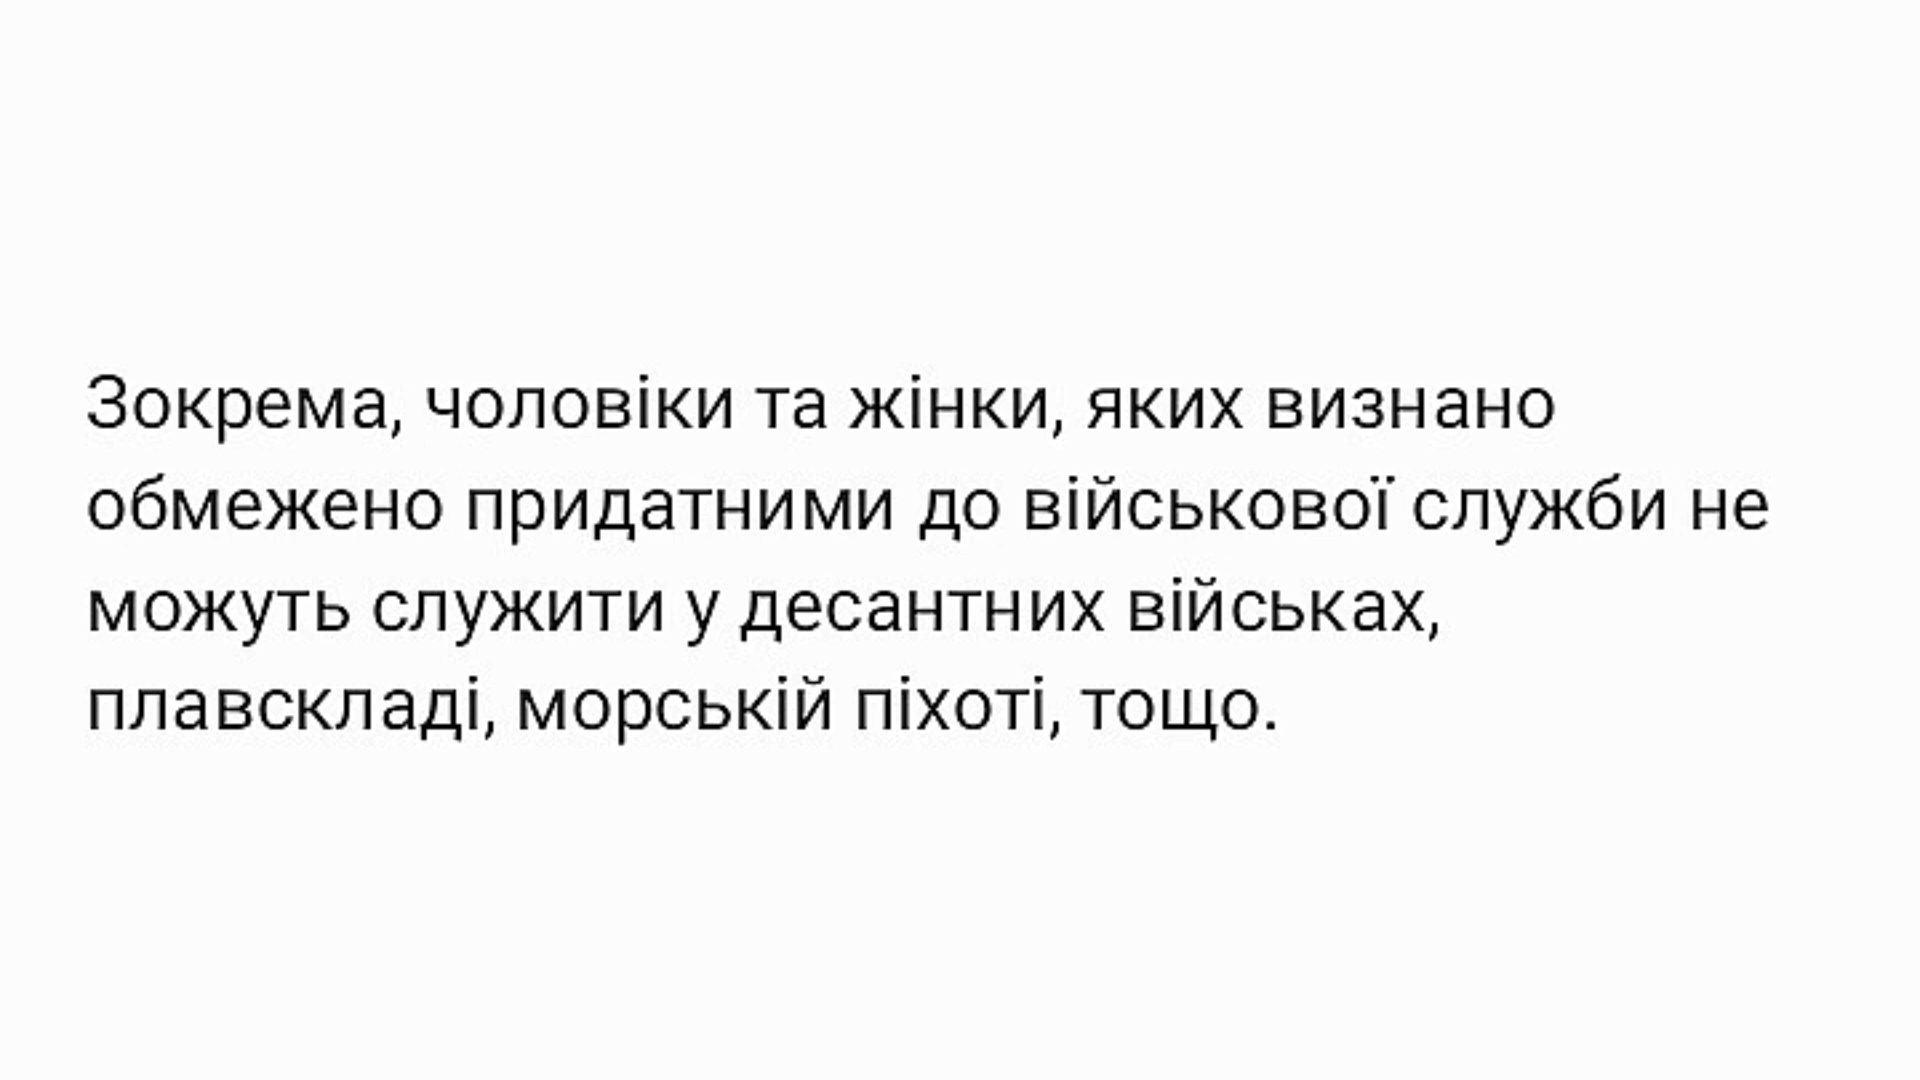 Зокрема, чоловіки та жінки, яких визнано
обмежено придатними до військової служби не
можуть служити у десантних військах,
плавскладі, морській піхоті, тощо.